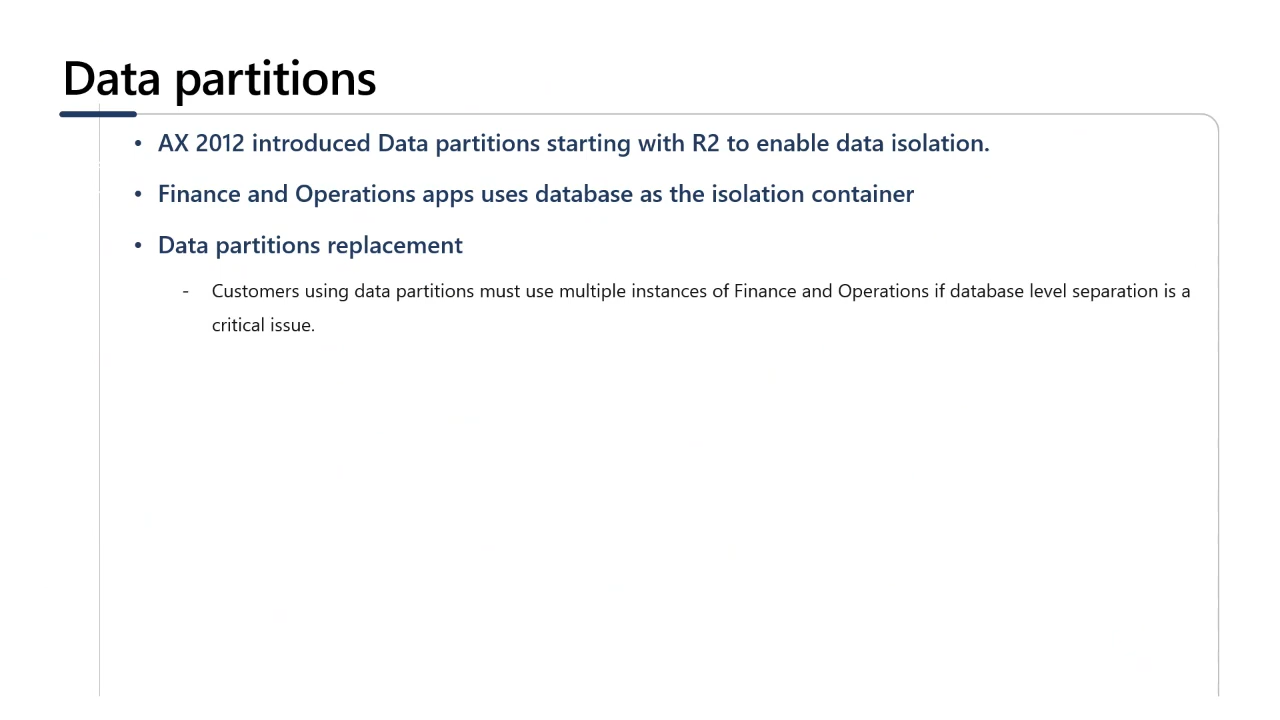 Data partitions
• AX 2012 introduced Data partitions starting with R2 to enable data isolation.
• Finance and Operations apps uses database as the isolation container
• Data partitions replacement
- Customers using data partitions must use multiple instances of Finance and Operations if database level separation is a
critical issue.